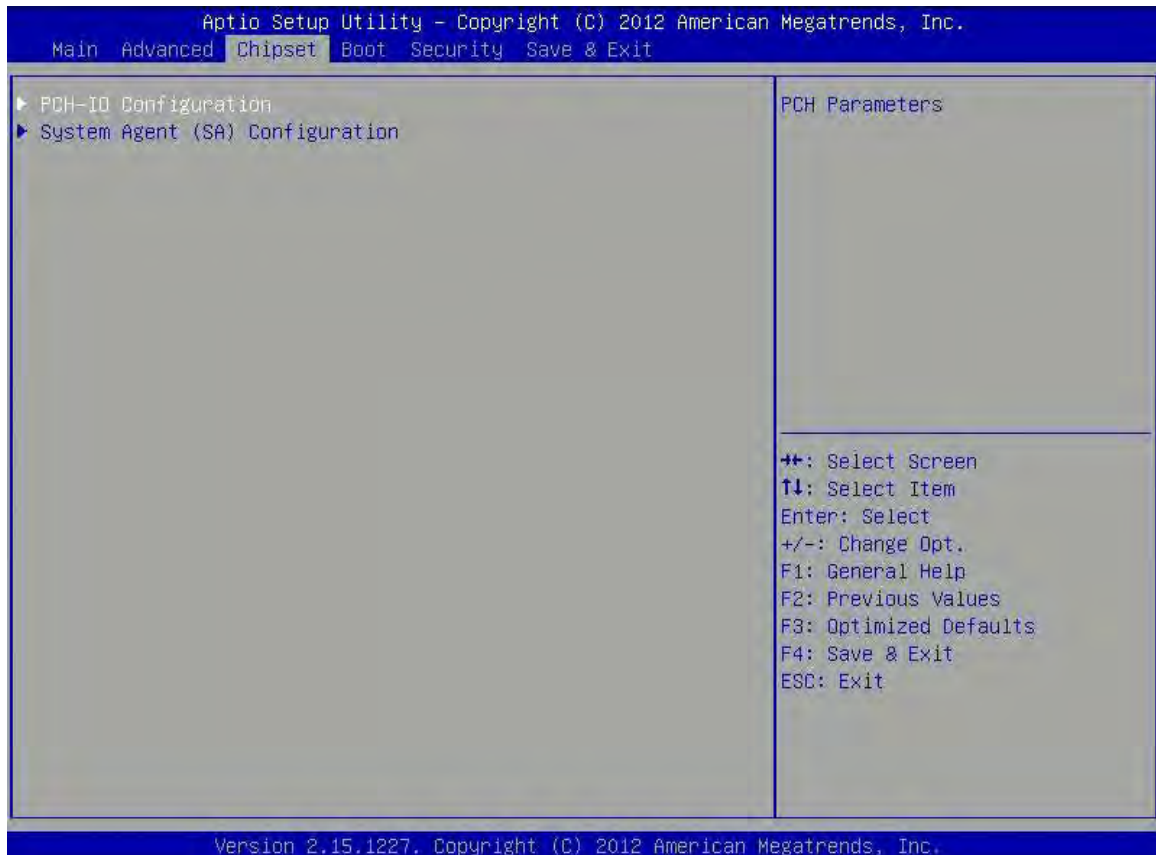 Aptio Setup Utility – Copyright (C) 2012 American Megatrends, Inc.
Main Advanced Chipset Boot Security Save & Exit
► PCH-IO Configuration
► System Agent (SA) Configuration
PCH Parameters
→←: Select Screen
↑↓: Select Item
Enter: Select
+/-: Change Opt.
F1: General Help
F2: Previous Values
F3: Optimized Defaults
F4: Save & Exit
ESC: Exit
Version 2.15.1227. Copyright (C) 2012 American Megatrends, Inc.